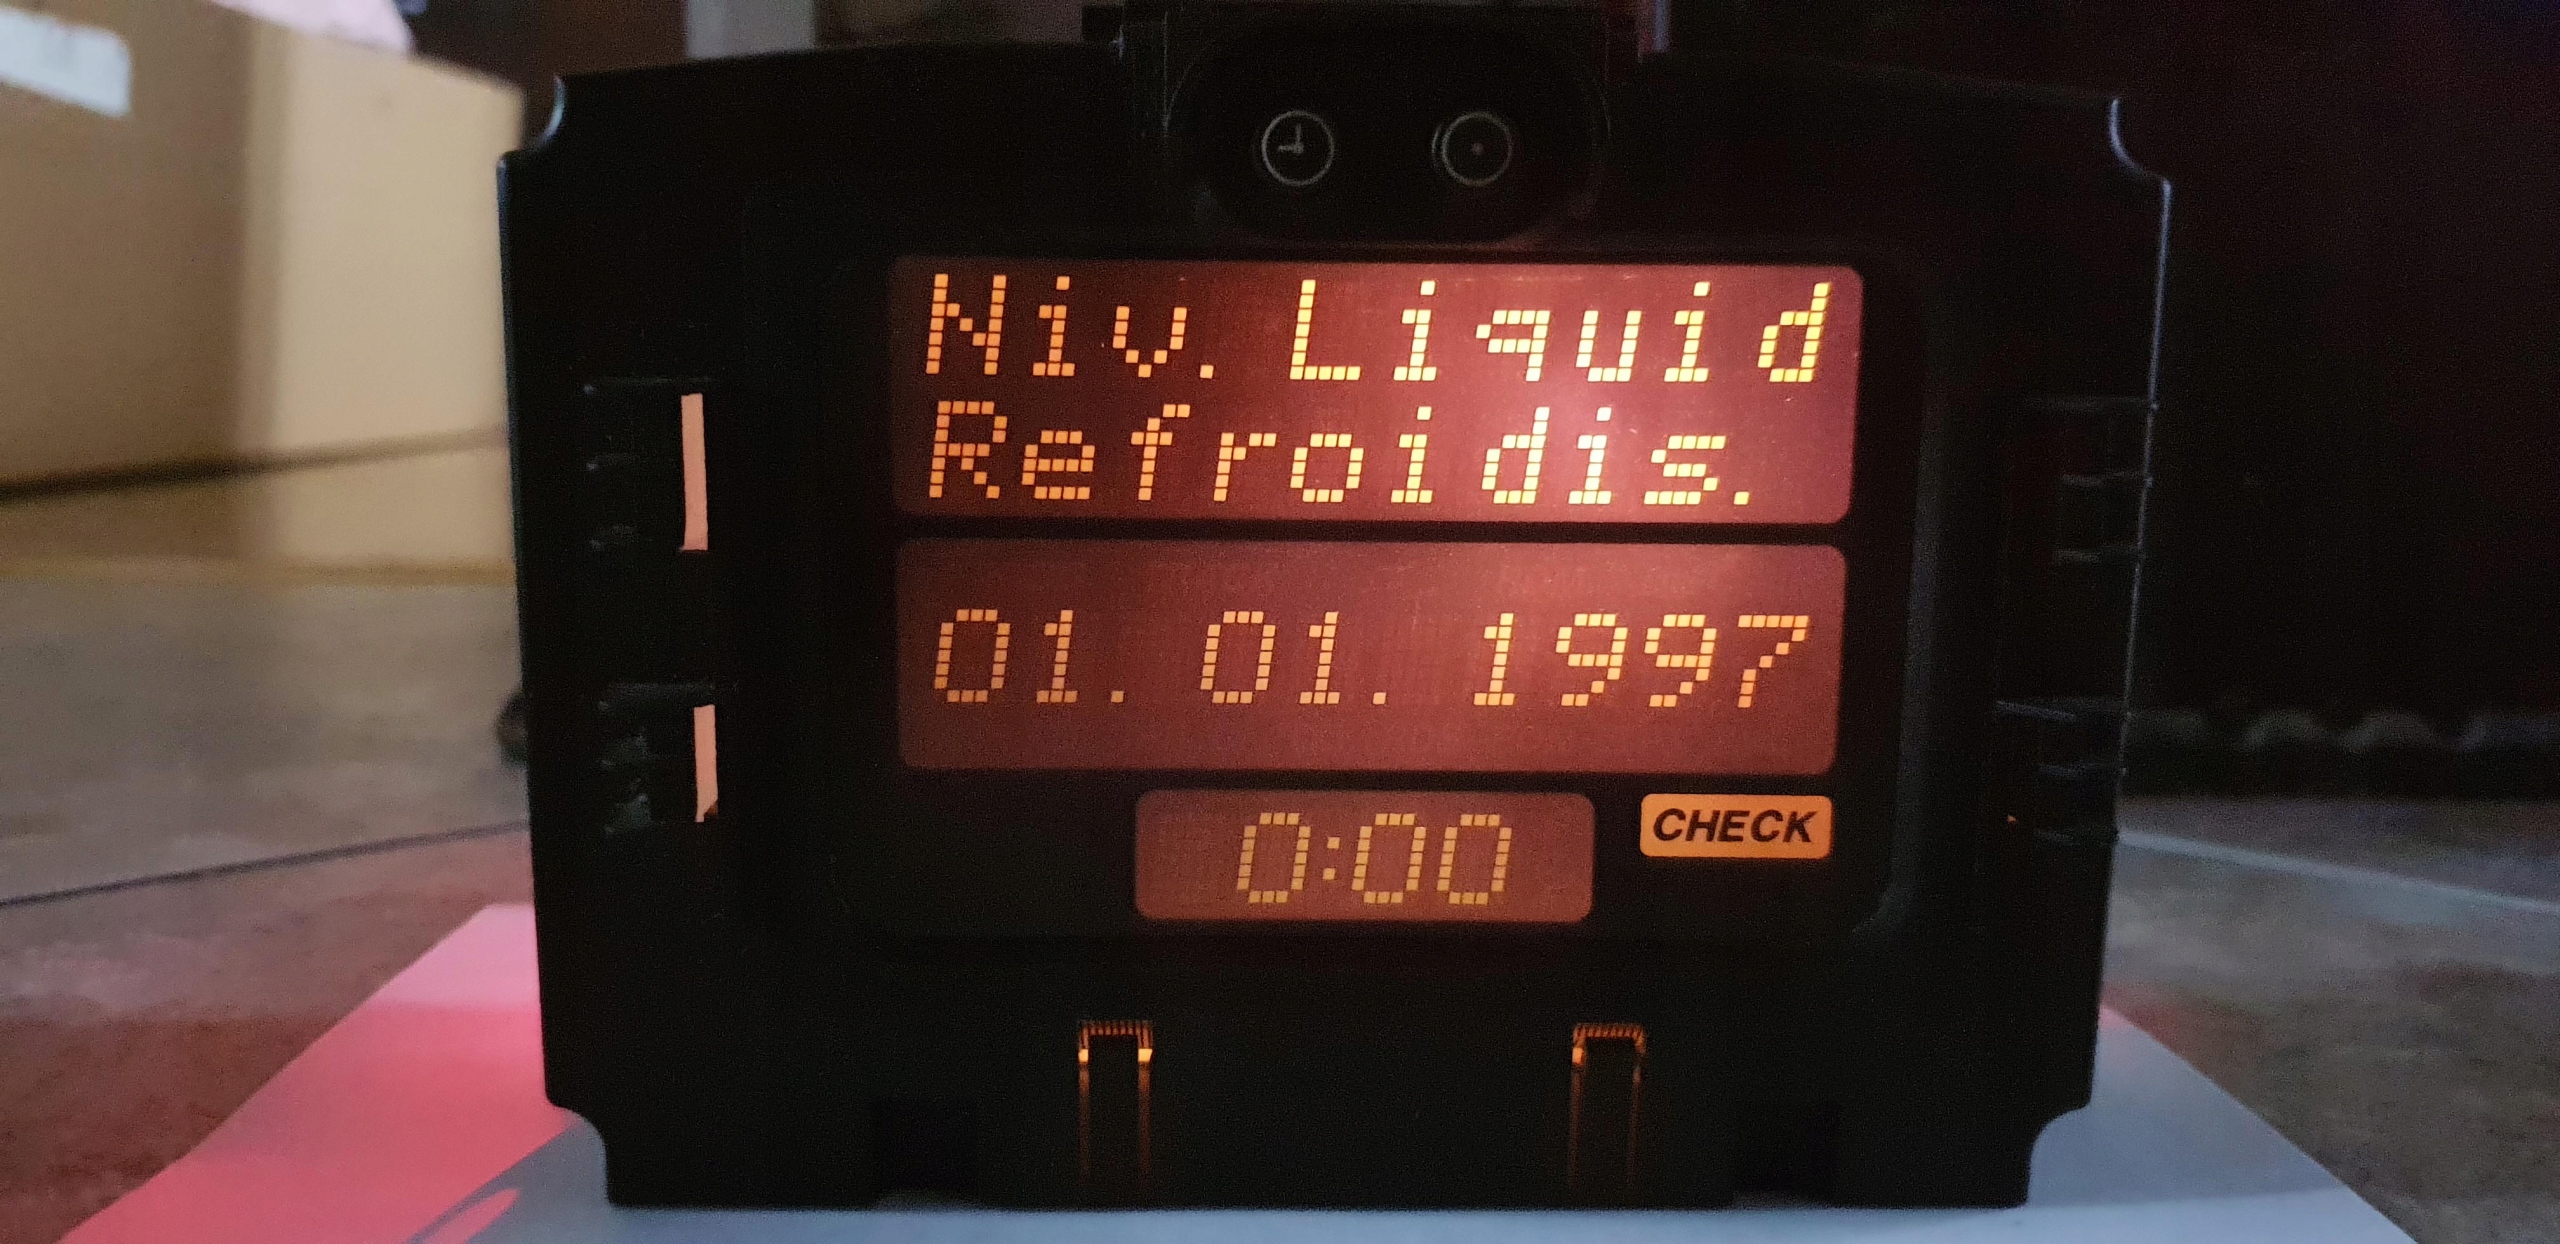 Niv. Liquid
Refroidis.
01. 01. 1997
0:00
CHECK